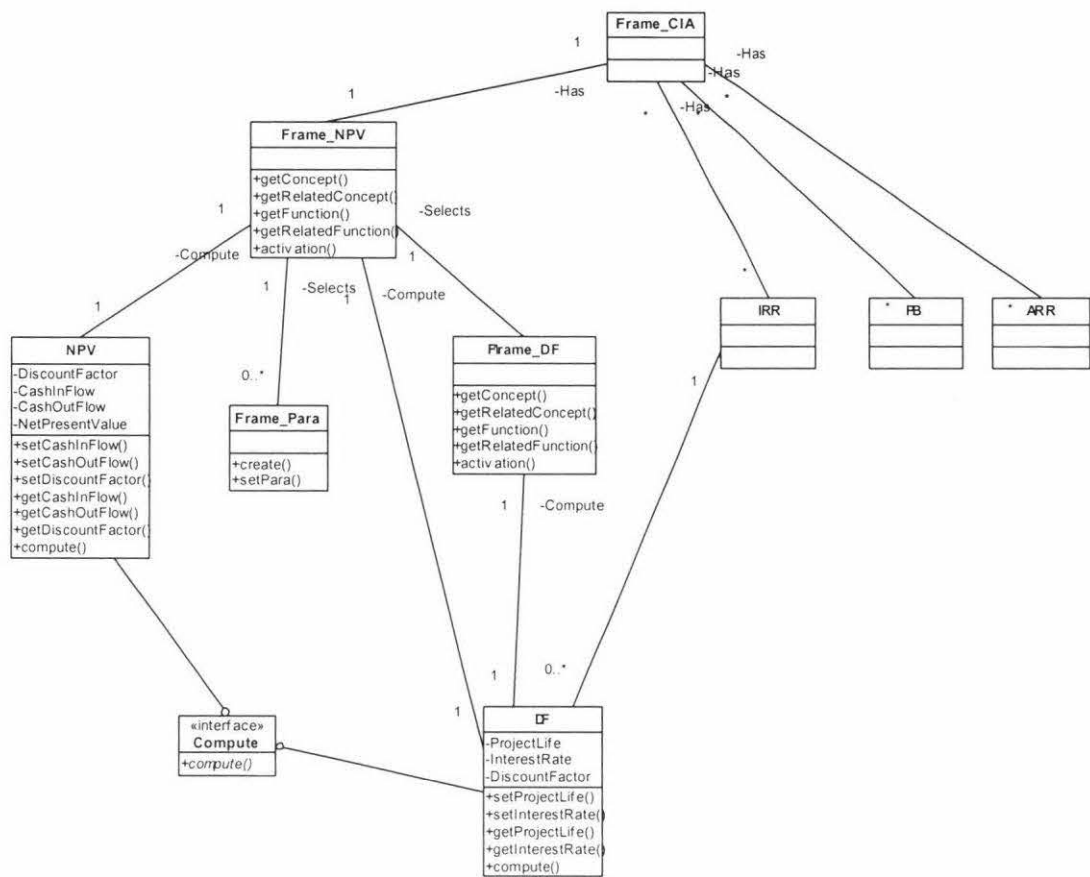 Frame_CIA
1
-Has
-Has
1
-Has
-Has
*
*
*
Frame_NPV
+getConcept()
+getRelatedConcept()
+getFunction()
+getRelatedFunction()
+activation()
1
-Selects
-Compute
1
1
-Selects
1
-Compute
1
*
1
IRR
* PB
* ARR
NPV
-DiscountFactor
-CashInFlow
-CashOutFlow
-NetPresentValue
+setCashInFlow()
+setCashOutFlow()
+setDiscountFactor()
+getCashInFlow()
+getCashOutFlow()
+getDiscountFactor()
+compute()
0..*
Frame_Para
+create()
+setPara()
Frame_DF
+getConcept()
+getRelatedConcept()
+getFunction()
+getRelatedFunction()
+activation()
1
1
-Compute
1
0..*
1
«interface»
Compute
+compute()
DF
-ProjectLife
-InterestRate
-DiscountFactor
+setProjectLife()
+setInterestRate()
+getProjectLife()
+getInterestRate()
+compute()